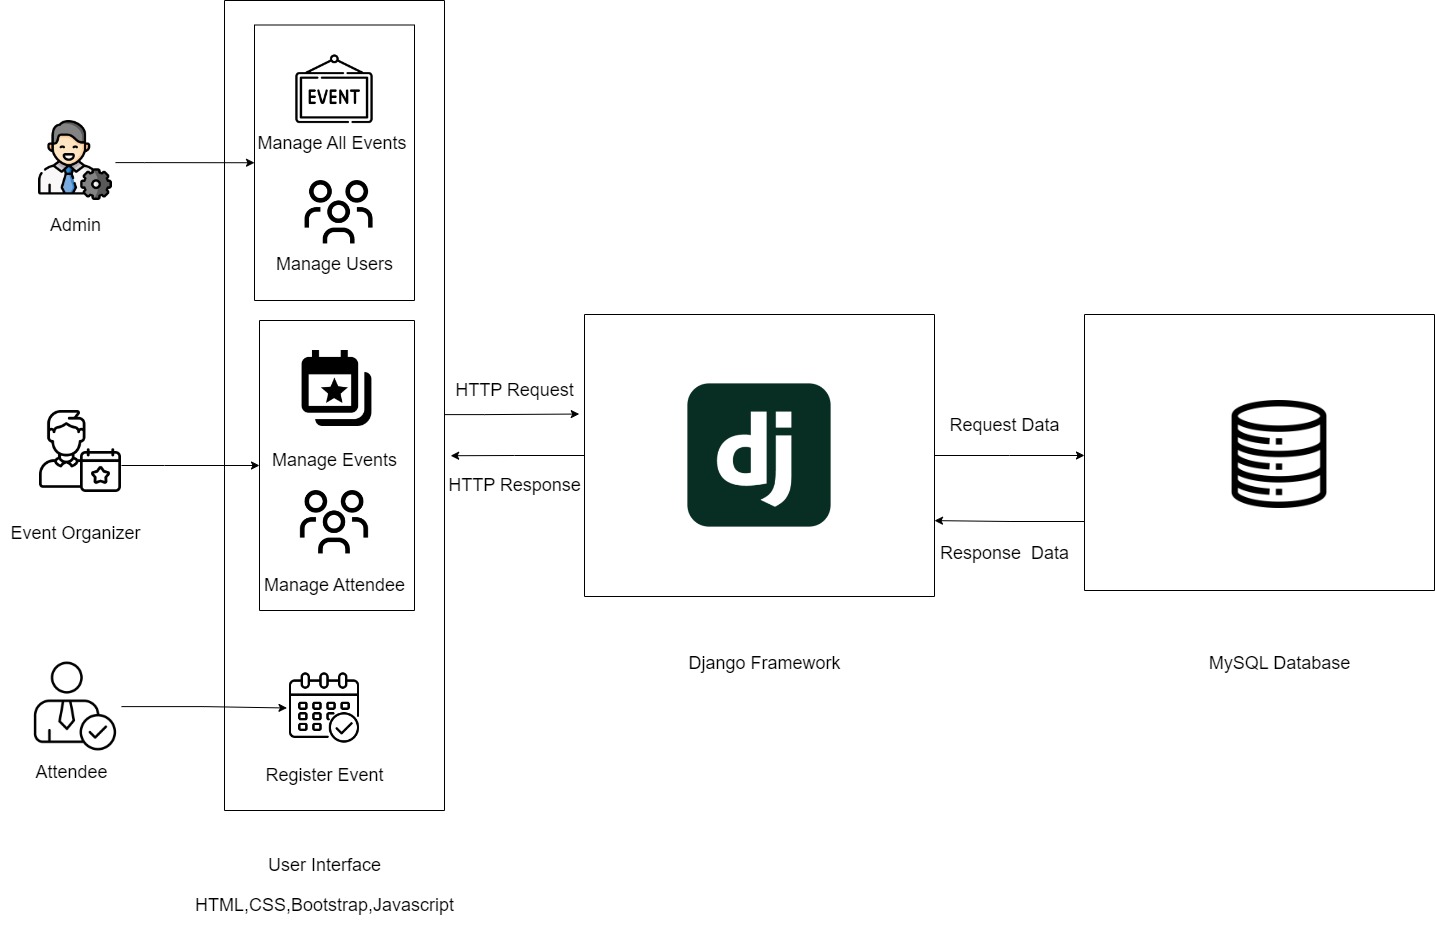 EVENT
Manage All Events
Manage Users
Admin
Manage Events
Manage Attendee
Event Organizer
Register Event
Attendee
User Interface
HTML,CSS,Bootstrap,Javascript
HTTP Request
HTTP Response
dj
Django Framework
Request Data
Response  Data
MySQL Database